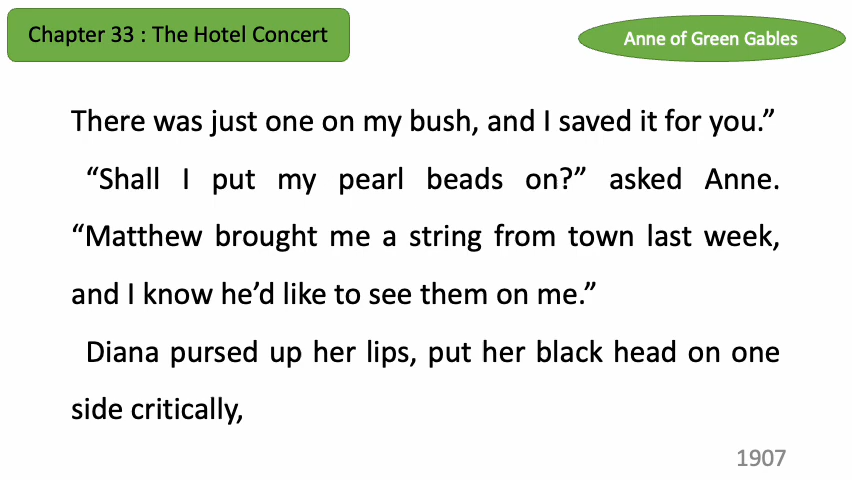 Chapter 33 : The Hotel Concert
Anne of Green Gables
There was just one on my bush, and I saved it for you.”
“Shall I put my pearl beads on?” asked Anne.
“Matthew brought me a string from town last week,
and I know he’d like to see them on me.”
Diana pursed up her lips, put her black head on one
side critically,
1907